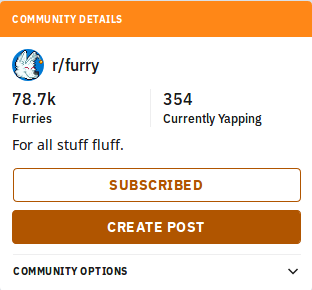 COMMUNITY DETAILS
r/furry
78.7k 354
Furries Currently Yapping
For all stuff fluff.
SUBSCRIBED
CREATE POST
COMMUNITY OPTIONS